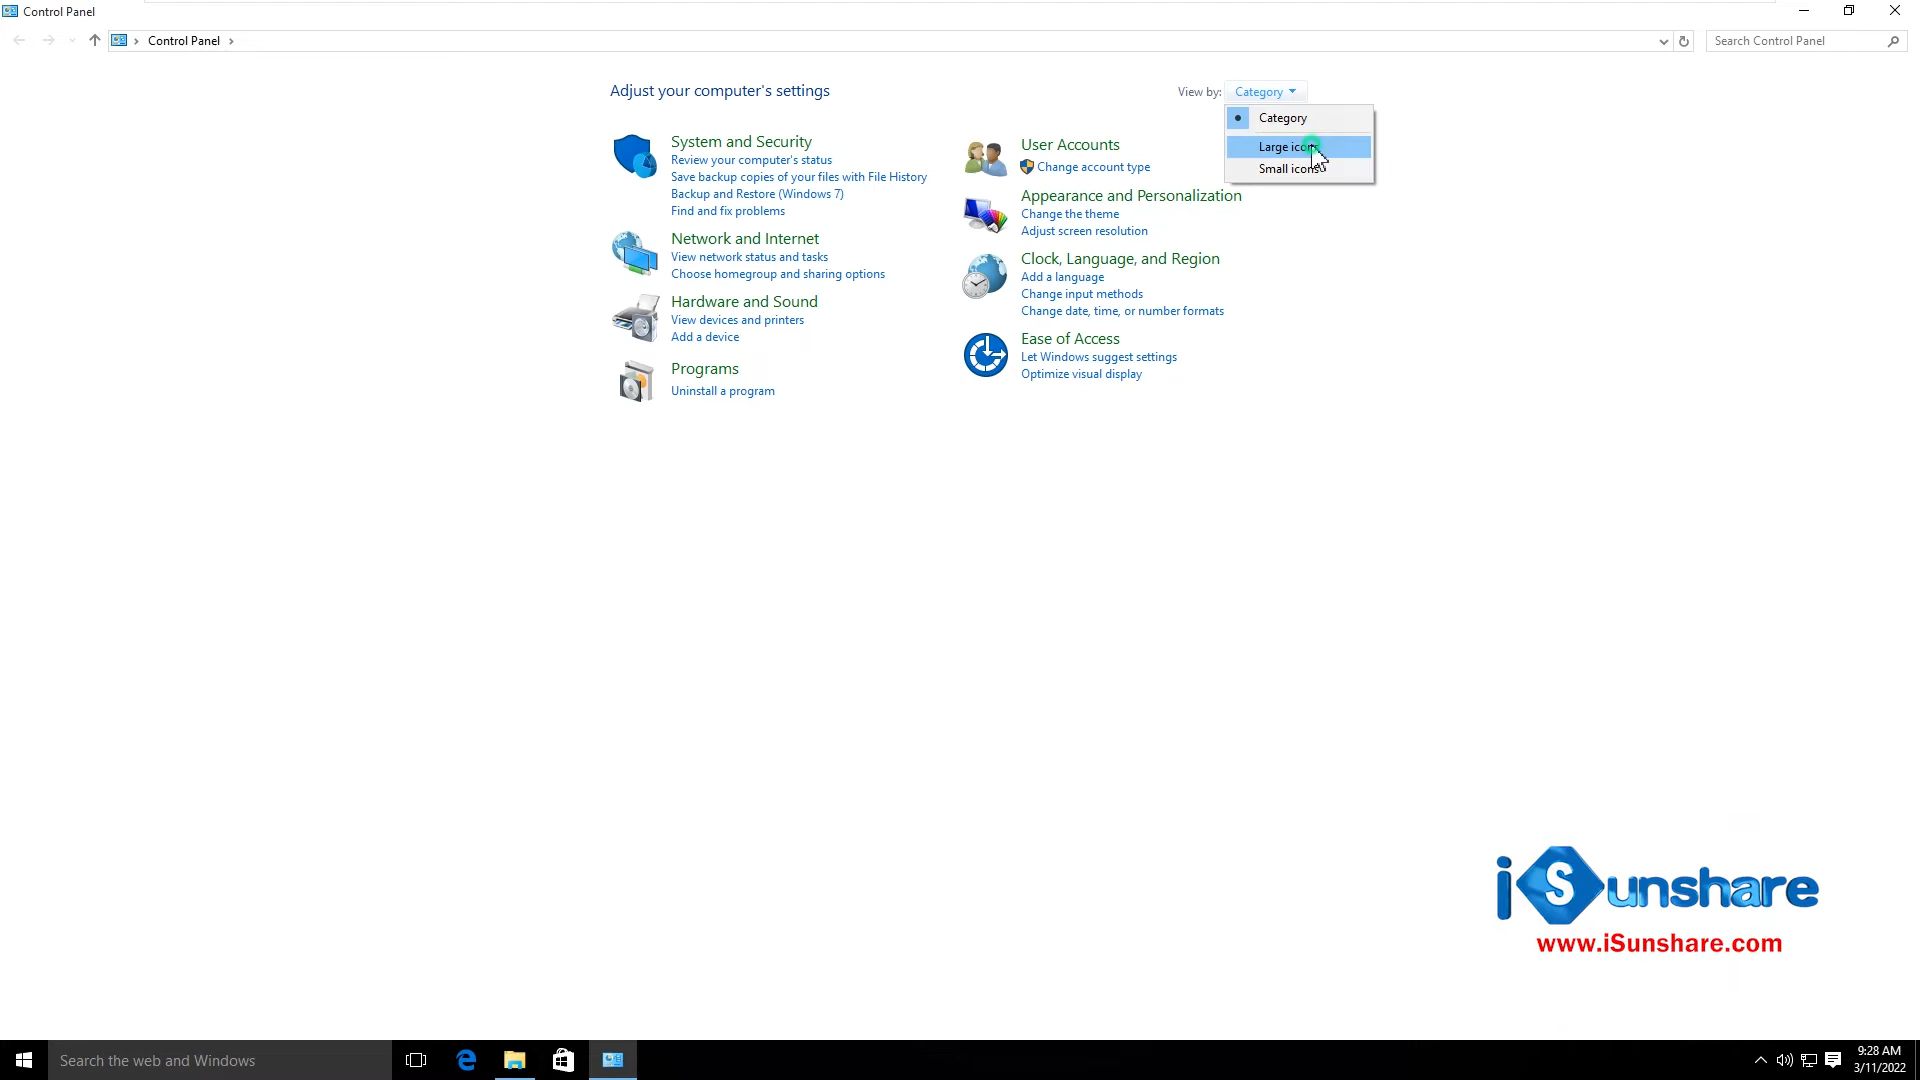 Control Panel
Control Panel
Search Control Panel
Adjust your computer's settings
View by: Category
Category
Large icons
Small icons
System and Security
Review your computer's status
Save backup copies of your files with File History
Backup and Restore (Windows 7)
Find and fix problems
Network and Internet
View network status and tasks
Choose homegroup and sharing options
Hardware and Sound
View devices and printers
Add a device
Programs
Uninstall a program
User Accounts
Change account type
Appearance and Personalization
Change the theme
Adjust screen resolution
Clock, Language, and Region
Add a language
Change input methods
Change date, time, or number formats
Ease of Access
Let Windows suggest settings
Optimize visual display
iSunshare
www.iSunshare.com
Search the web and Windows
9:28 AM
3/11/2022